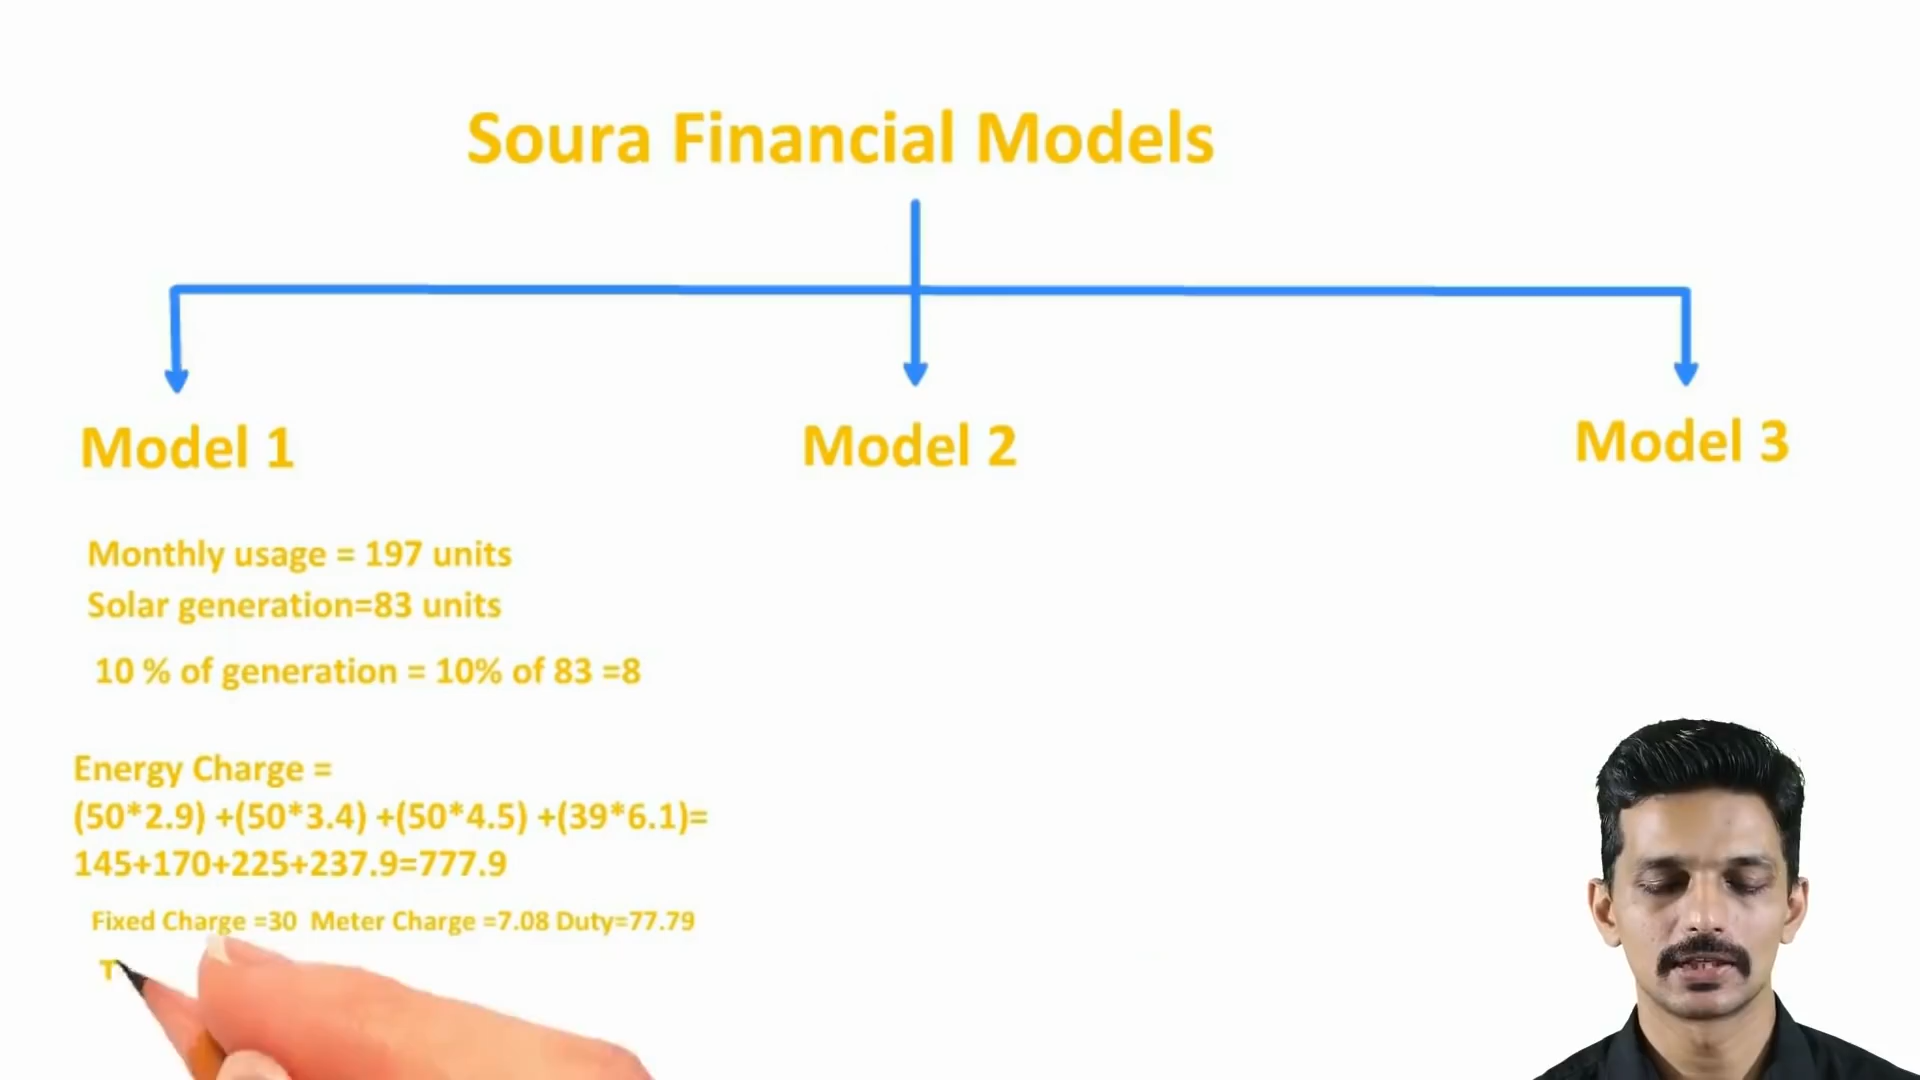 Soura Financial Models
Model 1
Model 2
Model 3
Monthly usage = 197 units
Solar generation=83 units
10 % of generation = 10% of 83 =8
Energy Charge =
(50*2.9) +(50*3.4) +(50*4.5) +(39*6.1)=
145+170+225+237.9=777.9
Fixed Charge =30 Meter Charge =7.08 Duty=77.79
T